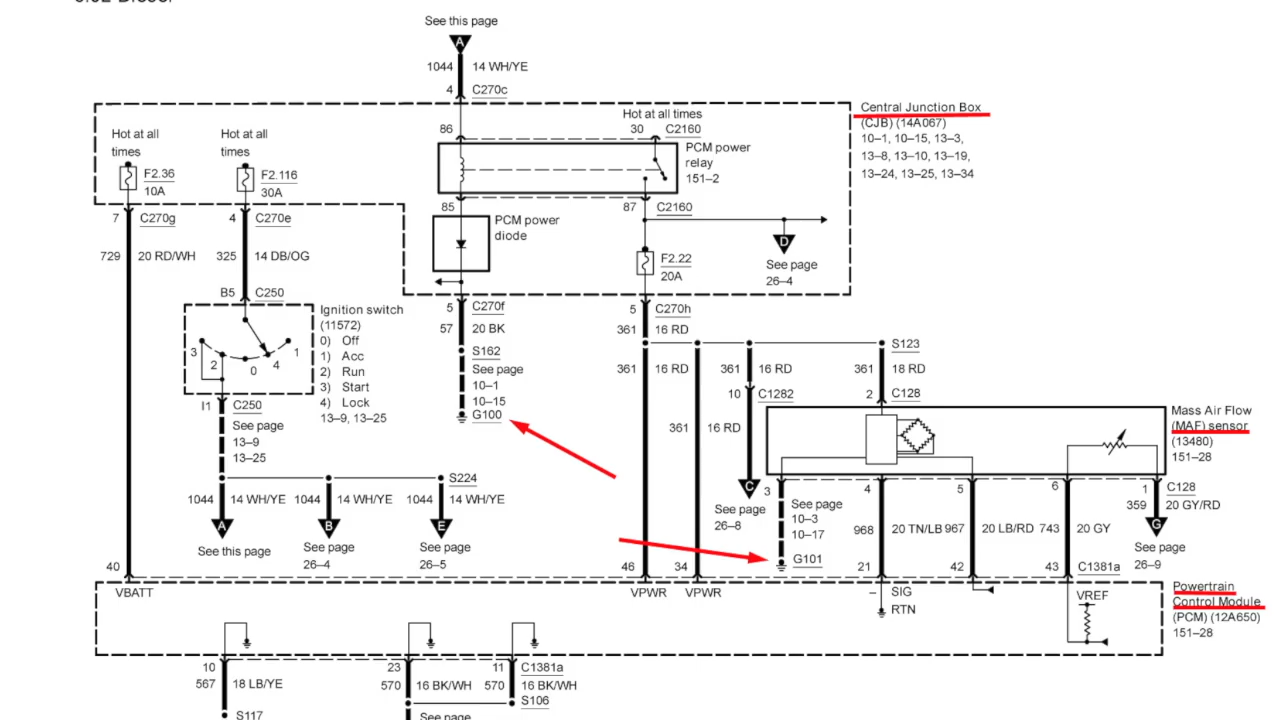 See this page
A
1044 14 WH/YE
4 C270c
Hot at all times
Central Junction Box
(CJB) (14A067)
10–1, 10–15, 13–3,
13–8, 13–10, 13–19,
13–24, 13–25, 13–34
Hot at all
times
Hot at all
times
86
30 C2160
PCM power
relay
151–2
F2.36
10A
F2.116
30A
85
87 C2160
7 C270g
4 C270e
PCM power
diode
D
See page
26–4
F2.22
20A
729 20 RD/WH
325 14 DB/OG
B5 C250
5 C270f
5 C270h
Ignition switch
(11572)
0) Off
1) Acc
2) Run
3) Start
4) Lock
13–9, 13–25
3
2
0
4
1
57 20 BK
361 16 RD
S162
S123
See page
10–1
10–15
G100
361 16 RD
361 16 RD
361 18 RD
10 C1282
2 C128
I1 C250
See page
13–9
13–25
361 16 RD
Mass Air Flow
(MAF) sensor
(13480)
151–28
S224
1044 14 WH/YE
1044 14 WH/YE
1044 14 WH/YE
C
See page
26–8
3
4
5
6
1 C128
See page
10–3
10–17
G101
359 20 GY/RD
968 20 TN/LB
967 20 LB/RD
743 20 GY
A
See this page
B
See page
26–4
E
See page
26–5
G
See page
26–9
40
46
34
21
42
43 C1381a
VBATT
VPWR
VPWR
– SIG
RTN
VREF
Powertrain
Control Module
(PCM) (12A650)
151–28
10
23
11 C1381a
567 18 LB/YE
570 16 BK/WH
570 16 BK/WH
S106
S117
See page